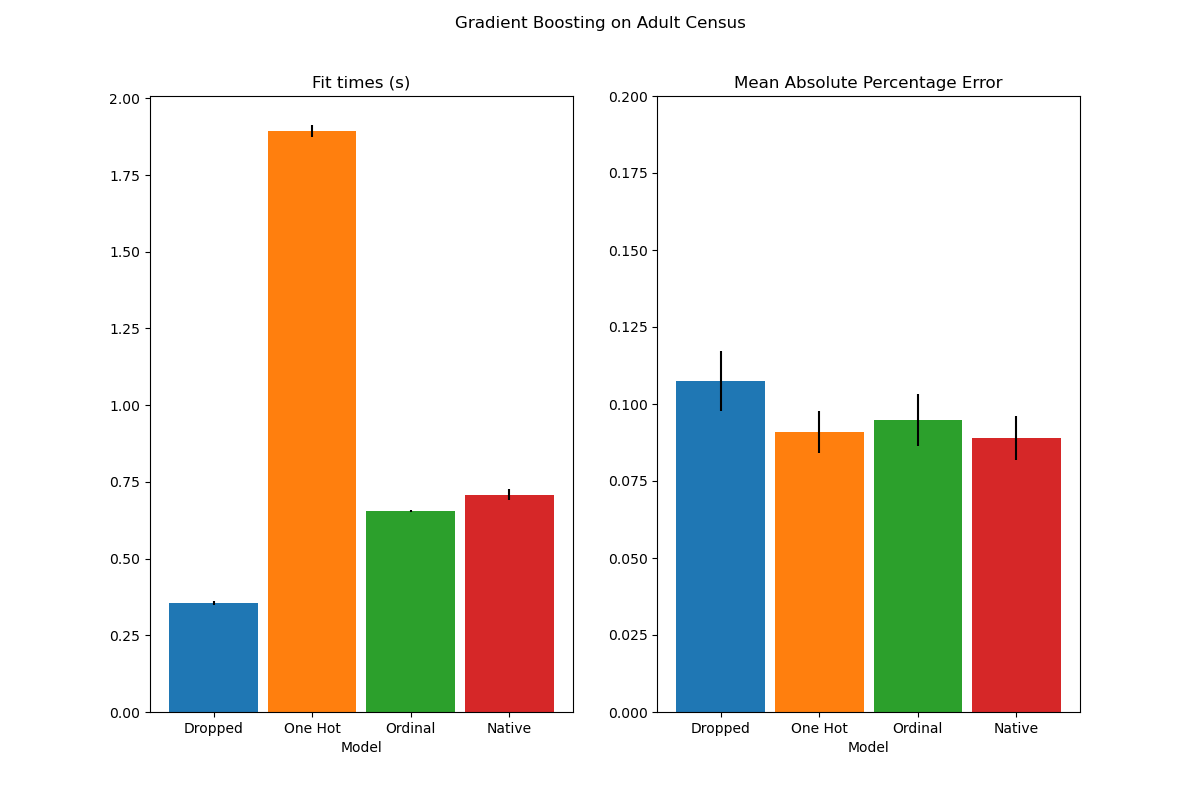 Gradient Boosting on Adult Census
Fit times (s)
2.00
1.75
1.50
1.25
1.00
0.75
0.50
0.25
0.00
Dropped One Hot Ordinal Native
Model
Mean Absolute Percentage Error
0.200
0.175
0.150
0.125
0.100
0.075
0.050
0.025
0.000
Dropped One Hot Ordinal Native
Model